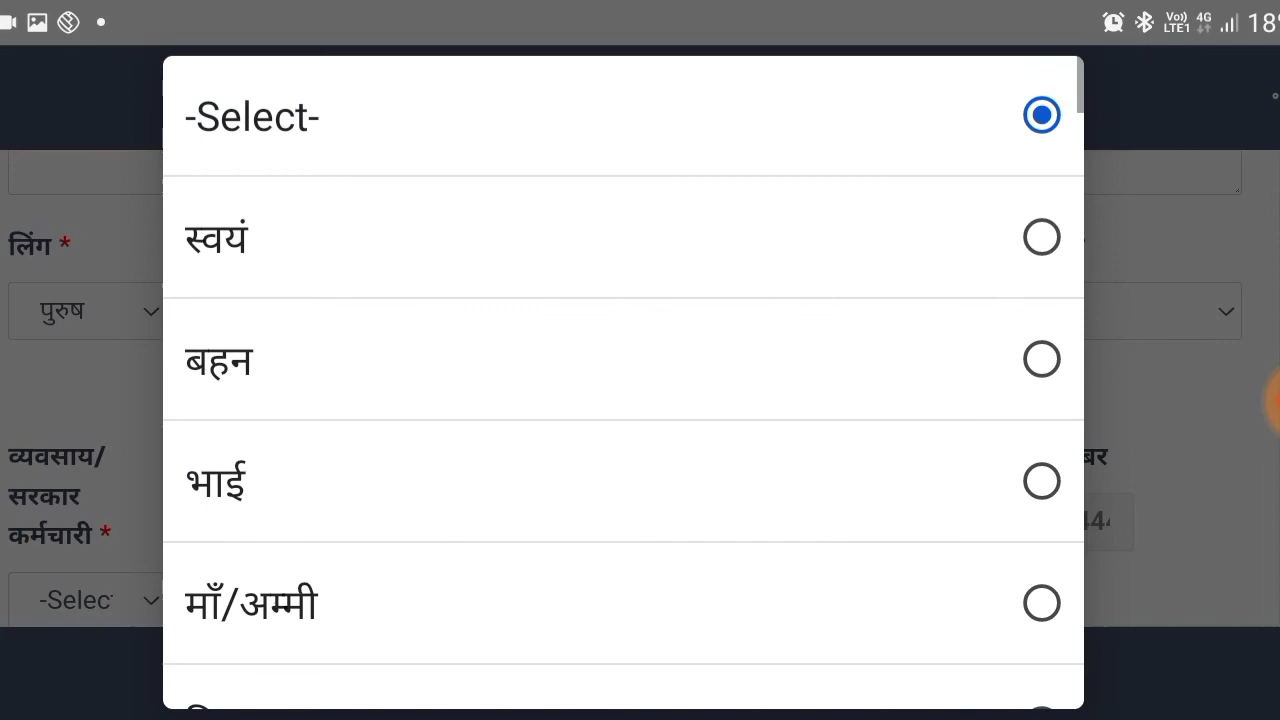 Vo)) 4G
LTE1
18
-Select-
स्वयं
लिंग *
पुरुष
बहन
व्यवसाय/
सरकार
कर्मचारी *
भाई
-Selec
माँ/अम्मी